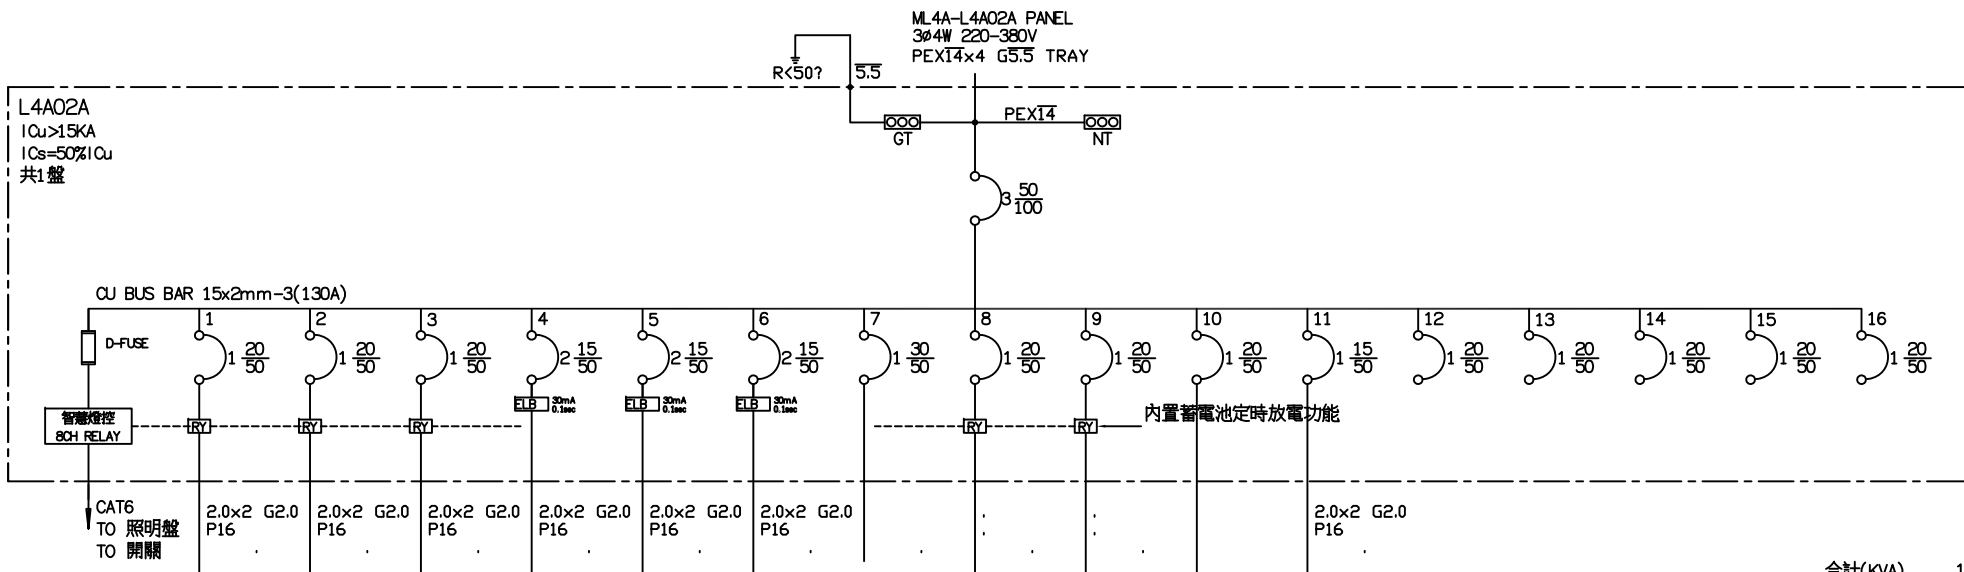 ML4A-L4A02A PANEL
3ø4W 220-380V
PEX14x4 G5.5 TRAY
R<50?
5.5
L4A02A
ICu>15KA
ICs=50%ICu
共1盤
GT
PEX14
NT
3 50/100
CU BUS BAR 15x2mm-3(130A)
1 2 3 4 5 6 7 8 9 10 11 12 13 14 15 16
D-FUSE
1 20/50
1 20/50
1 20/50
2 15/50
2 15/50
2 15/50
1 30/50
1 20/50
1 20/50
1 20/50
1 15/50
1 20/50
1 20/50
1 20/50
1 20/50
1 20/50
ELB 30mA 0.1sec
ELB 30mA 0.1sec
ELB 30mA 0.1sec
智慧燈控
8CH RELAY
RY RY RY RY RY
內置蓄電池定時放電功能
CAT6
TO 照明盤
TO 開關
2.0x2 G2.0
P16
2.0x2 G2.0
P16
2.0x2 G2.0
P16
2.0x2 G2.0
P16
2.0x2 G2.0
P16
2.0x2 G2.0
P16
2.0x2 G2.0
P16
合計(KVA)